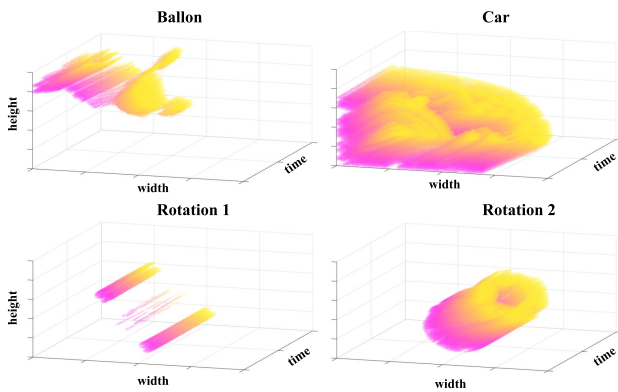 Ballon
Car
height
width
time
width
time
Rotation 1
Rotation 2
height
width
time
width
time